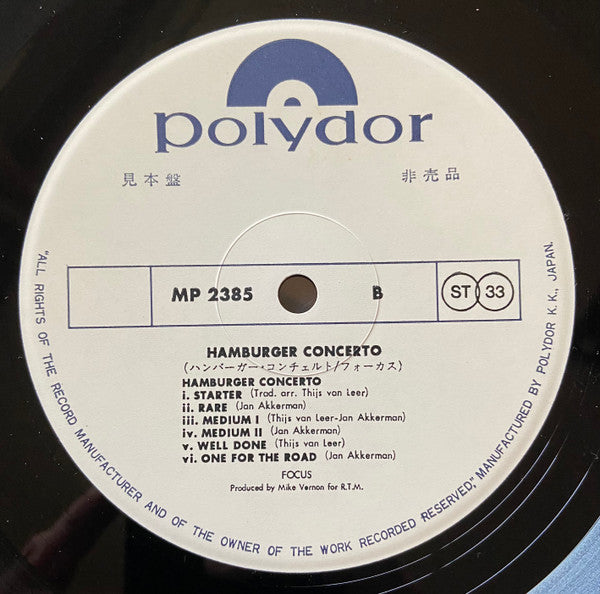 polydor
見本盤
非売品
MP 2385
B
ST 33
HAMBURGER CONCERTO
(ハンバーガー・コンチェルト/フォーカス)
HAMBURGER CONCERTO
i. STARTER (Trad. arr. Thijs van Leer)
ii. RARE (Jan Akkerman)
iii. MEDIUM I (Thijs van Leer-Jan Akkerman)
iv. MEDIUM II (Jan Akkerman)
v. WELL DONE (Thijs van Leer)
vi. ONE FOR THE ROAD (Jan Akkerman)
FOCUS
Produced by Mike Vernon for R.T.M.
"ALL RIGHTS OF THE RECORD MANUFACTURER AND OF THE OWNER OF THE WORK RECORDED RESERVED," MANUFACTURED BY POLYDOR K.K., JAPAN.